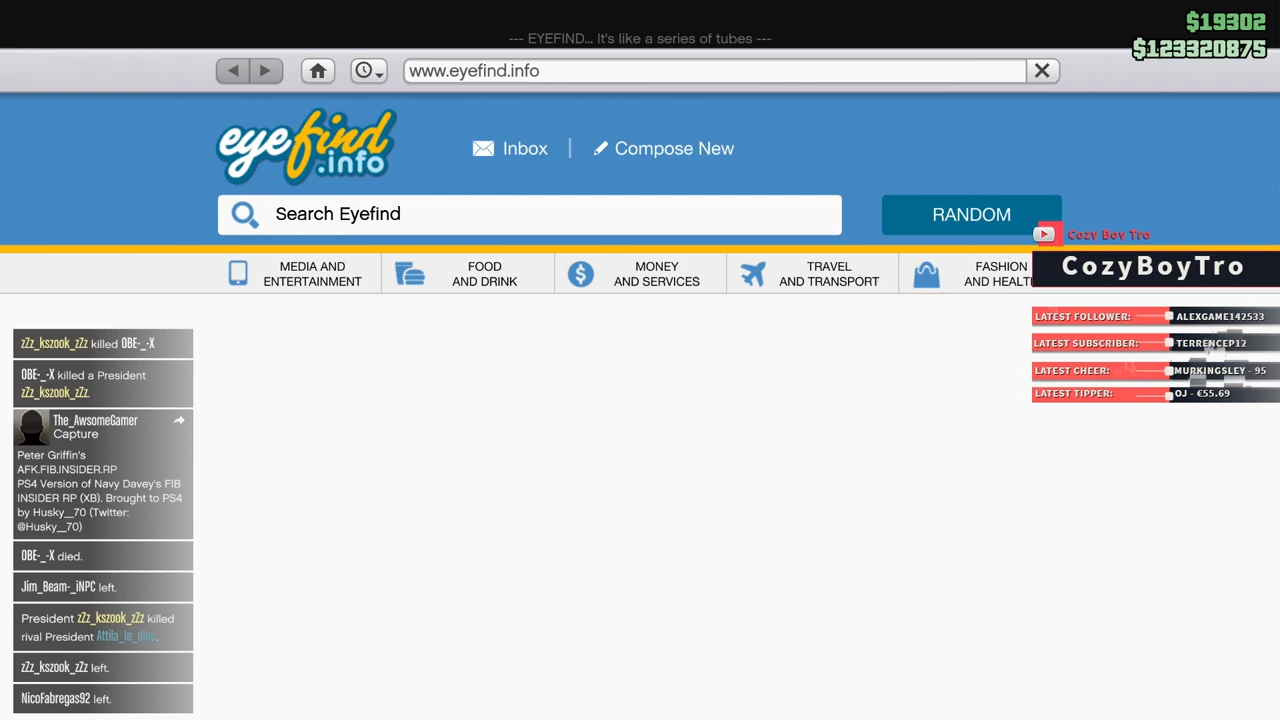 $19302
--- EYEFIND... It's like a series of tubes ---
$123320875
www.eyefind.info
eyefind
.info
Inbox
Compose New
Search Eyefind
RANDOM
Cozy Boy Tro
CozyBoyTro
MEDIA AND
ENTERTAINMENT
FOOD
AND DRINK
MONEY
AND SERVICES
TRAVEL
AND TRANSPORT
FASHION
AND HEALT
LATEST FOLLOWER: ALEXGAME142533
LATEST SUBSCRIBER: TERRENCEP12
LATEST CHEER: MURKINGSLEY - 95
LATEST TIPPER: OJ - €55.69
zZz_kszook_zZz killed OBE-_-X
OBE-_-X killed a President
zZz_kszook_zZz.
The_AwsomeGamer
Capture
Peter Griffin's
AFK.FIB.INSIDER.RP
PS4 Version of Navy Davey's FIB
INSIDER RP (XB). Brought to PS4
by Husky__70 (Twitter:
@Husky__70)
OBE-_-X died.
Jim_Beam-_iNPC left.
President zZz_kszook_zZz killed
rival President Attila_le_dieu.
zZz_kszook_zZz left.
NicoFabregas92 left.